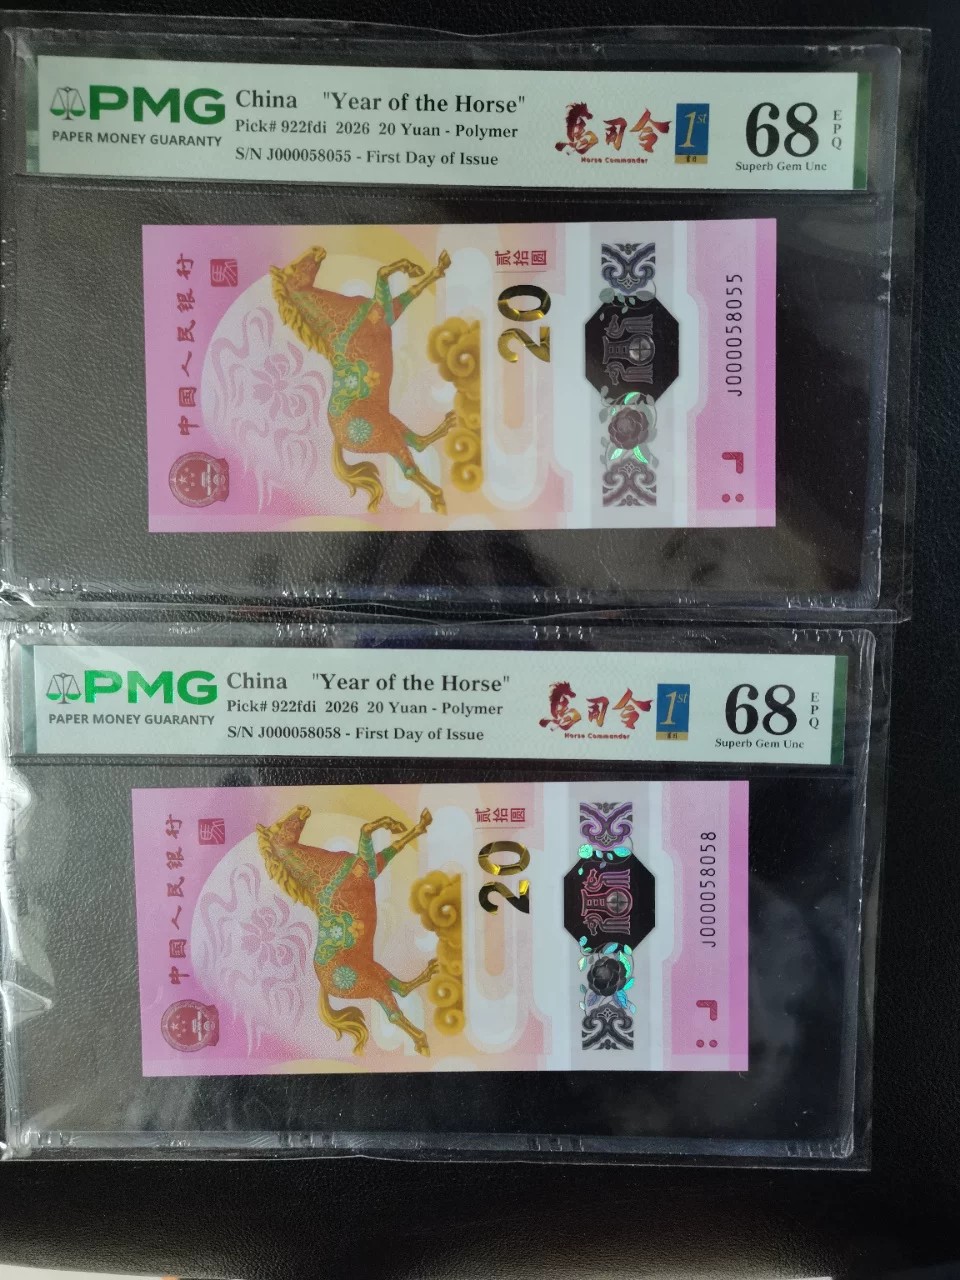 PMG
PAPER MONEY GUARANTY
China "Year of the Horse"
Pick# 922fdi 2026 20 Yuan - Polymer
S/N J000058055 - First Day of Issue
馬司令
Horse Commander
1st
68
EPQ
Superb Gem Unc
中国人民银行
馬
贰拾圆
20
J000058055
PMG
PAPER MONEY GUARANTY
China "Year of the Horse"
Pick# 922fdi 2026 20 Yuan - Polymer
S/N J000058058 - First Day of Issue
馬司令
Horse Commander
1st
68
EPQ
Superb Gem Unc
中国人民银行
馬
贰拾圆
20
J000058058